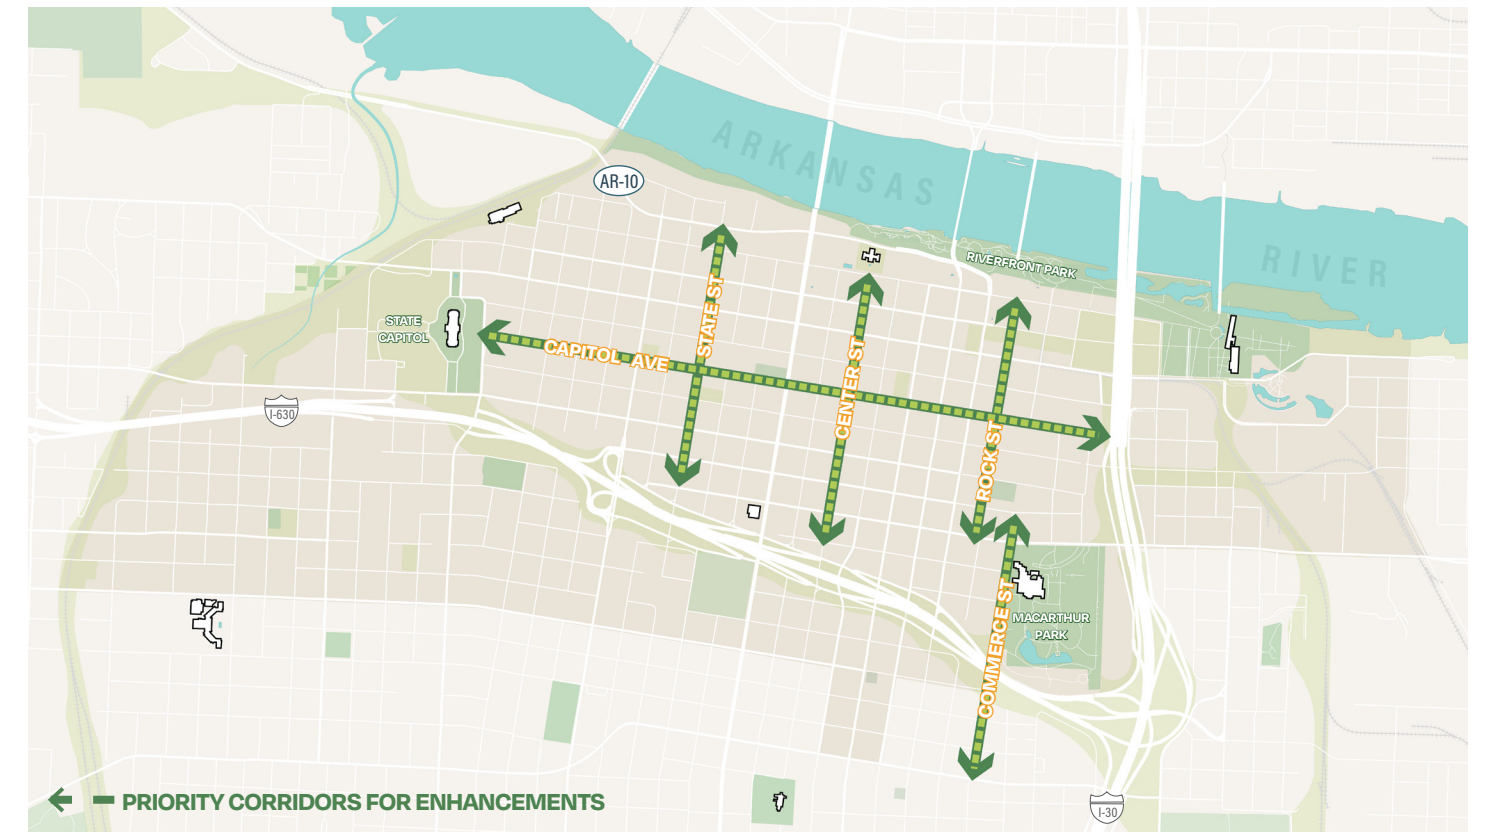 ARKANSAS
AR-10
RIVER
RIVERFRONT PARK
STATE
CAPITOL
STATE ST
CAPITOL AVE
CENTER ST
I-630
ROCK ST
COMMERCE ST
MACARTHUR
PARK
PRIORITY CORRIDORS FOR ENHANCEMENTS
I-30